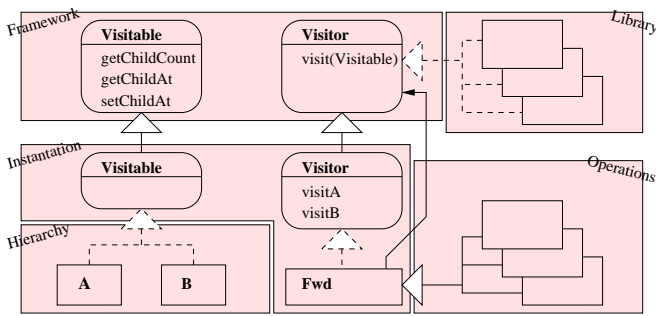 Framework
Visitable
getChildCount
getChildAt
setChildAt
Visitor
visit(Visitable)
Library
Instantation
Visitable
Visitor
visitA
visitB
Operations
Hierarchy
A
B
Fwd